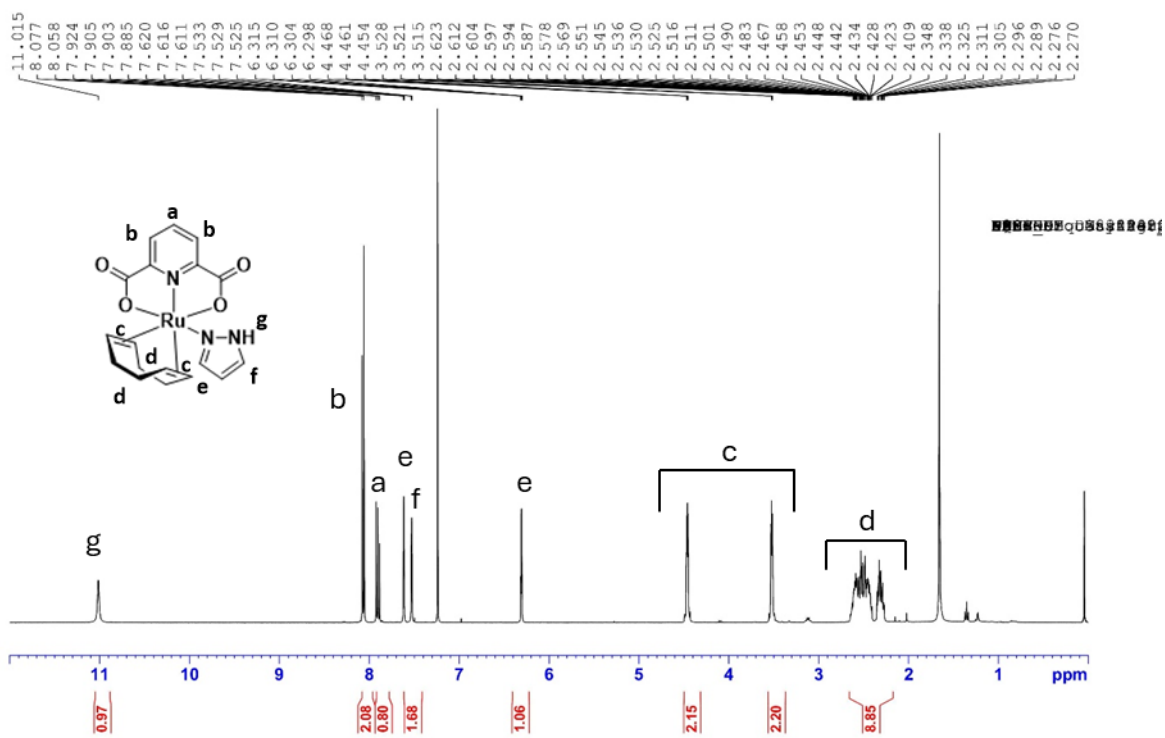 11.015 8.077 8.058 7.924 7.905 7.903 7.885 7.620 7.616 7.611 7.533 7.529 7.525 6.315 6.310 6.304 6.298 4.468 4.461 4.454 3.528 3.521 3.515 2.623 2.612 2.604 2.597 2.594 2.587 2.578 2.569 2.551 2.545 2.536 2.530 2.525 2.516 2.511 2.501 2.490 2.483 2.467 2.458 2.453 2.448 2.442 2.434 2.428 2.423 2.409 2.348 2.338 2.325 2.311 2.305 2.296 2.289 2.276 2.270
a
b b
O O
N
O O
Ru g
c N NH
d c f
d e
b
e
a f
e
c
d
g
11 10 9 8 7 6 5 4 3 2 1 ppm
0.97 2.08 0.80 1.68 1.06 2.15 2.20 8.85